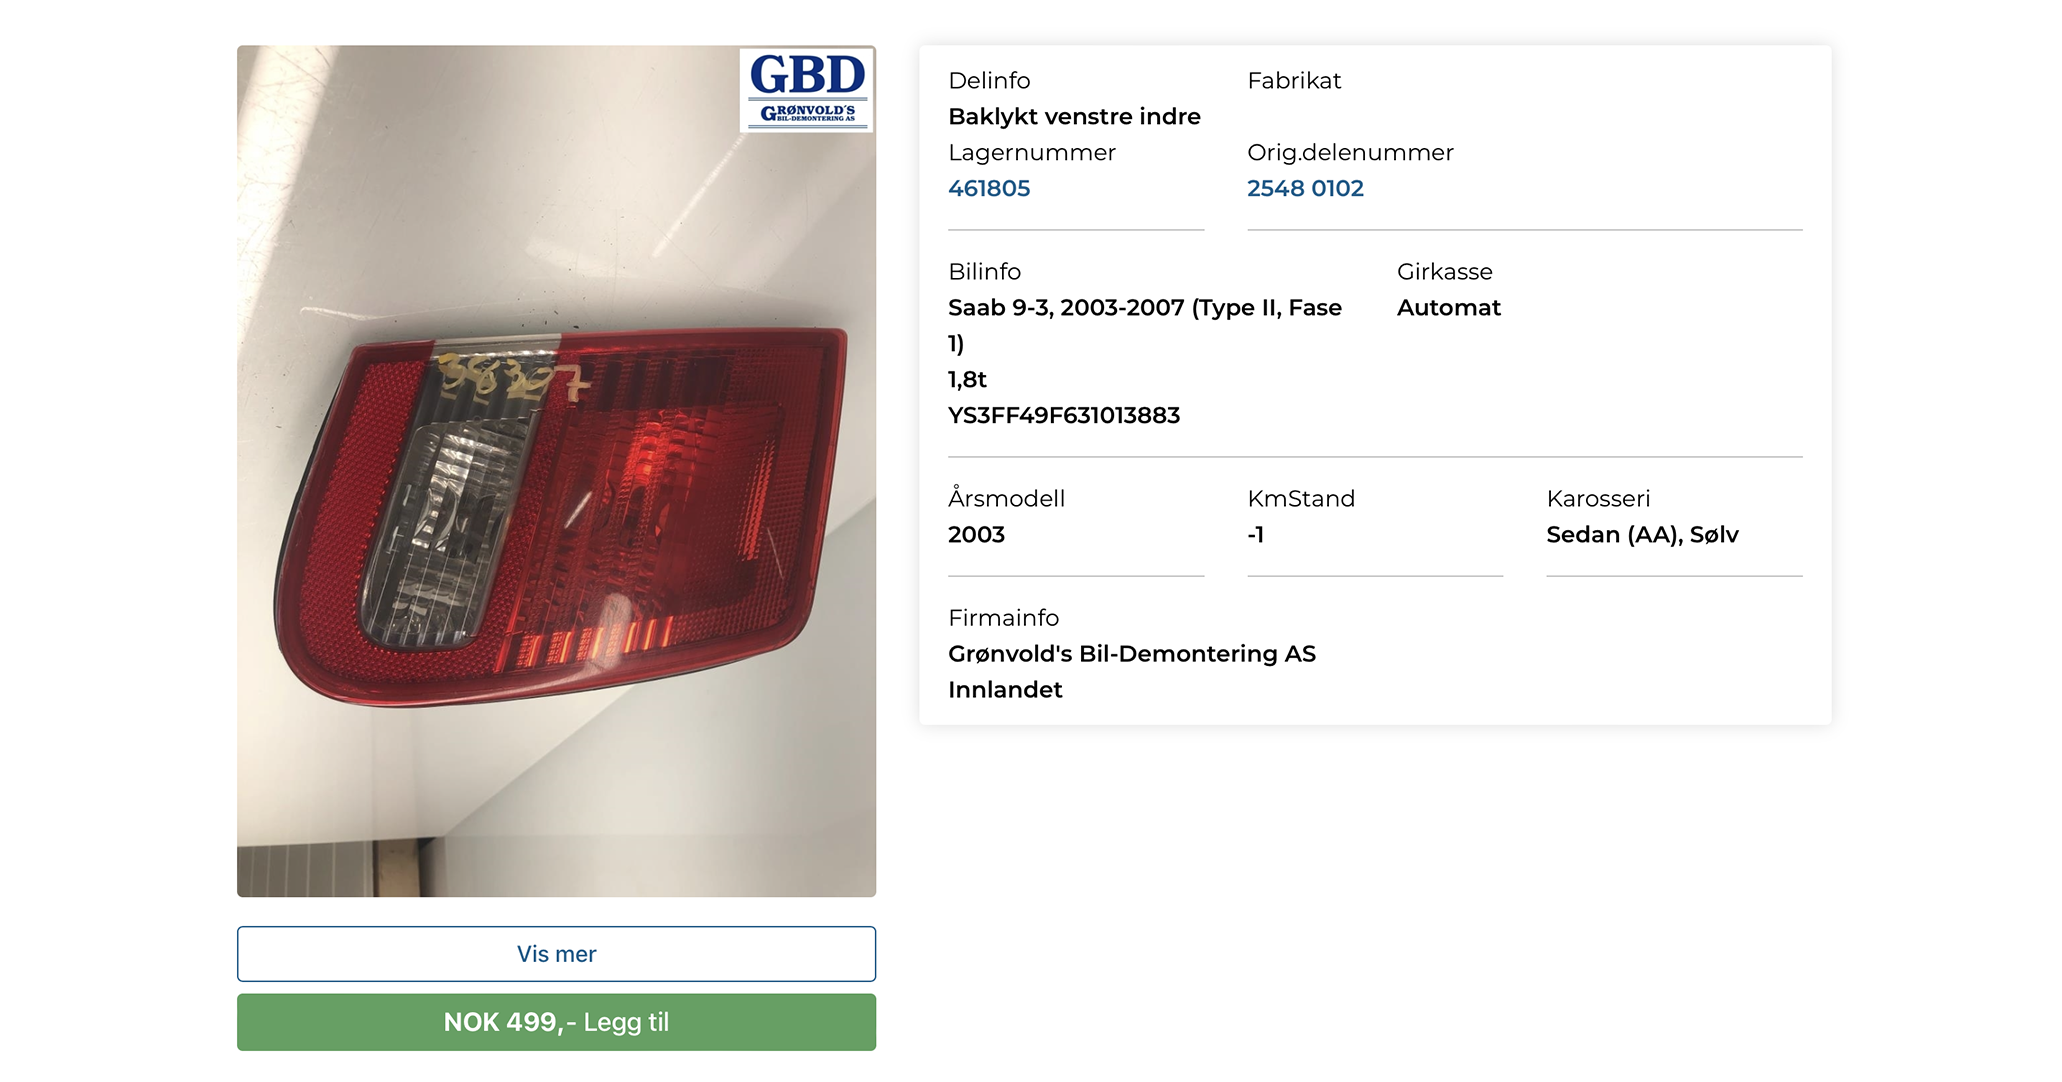 GBD
GRØNVOLD'S
BIL-DEMONTERING AS
38307
Vis mer
NOK 499,- Legg til
Delinfo
Baklykt venstre indre
Fabrikat
Lagernummer
461805
Orig.delenummer
2548 0102
Bilinfo
Saab 9-3, 2003-2007 (Type II, Fase
1)
1,8t
YS3FF49F631013883
Girkasse
Automat
Årsmodell
2003
KmStand
-1
Karosseri
Sedan (AA), Sølv
Firmainfo
Grønvold's Bil-Demontering AS
Innlandet